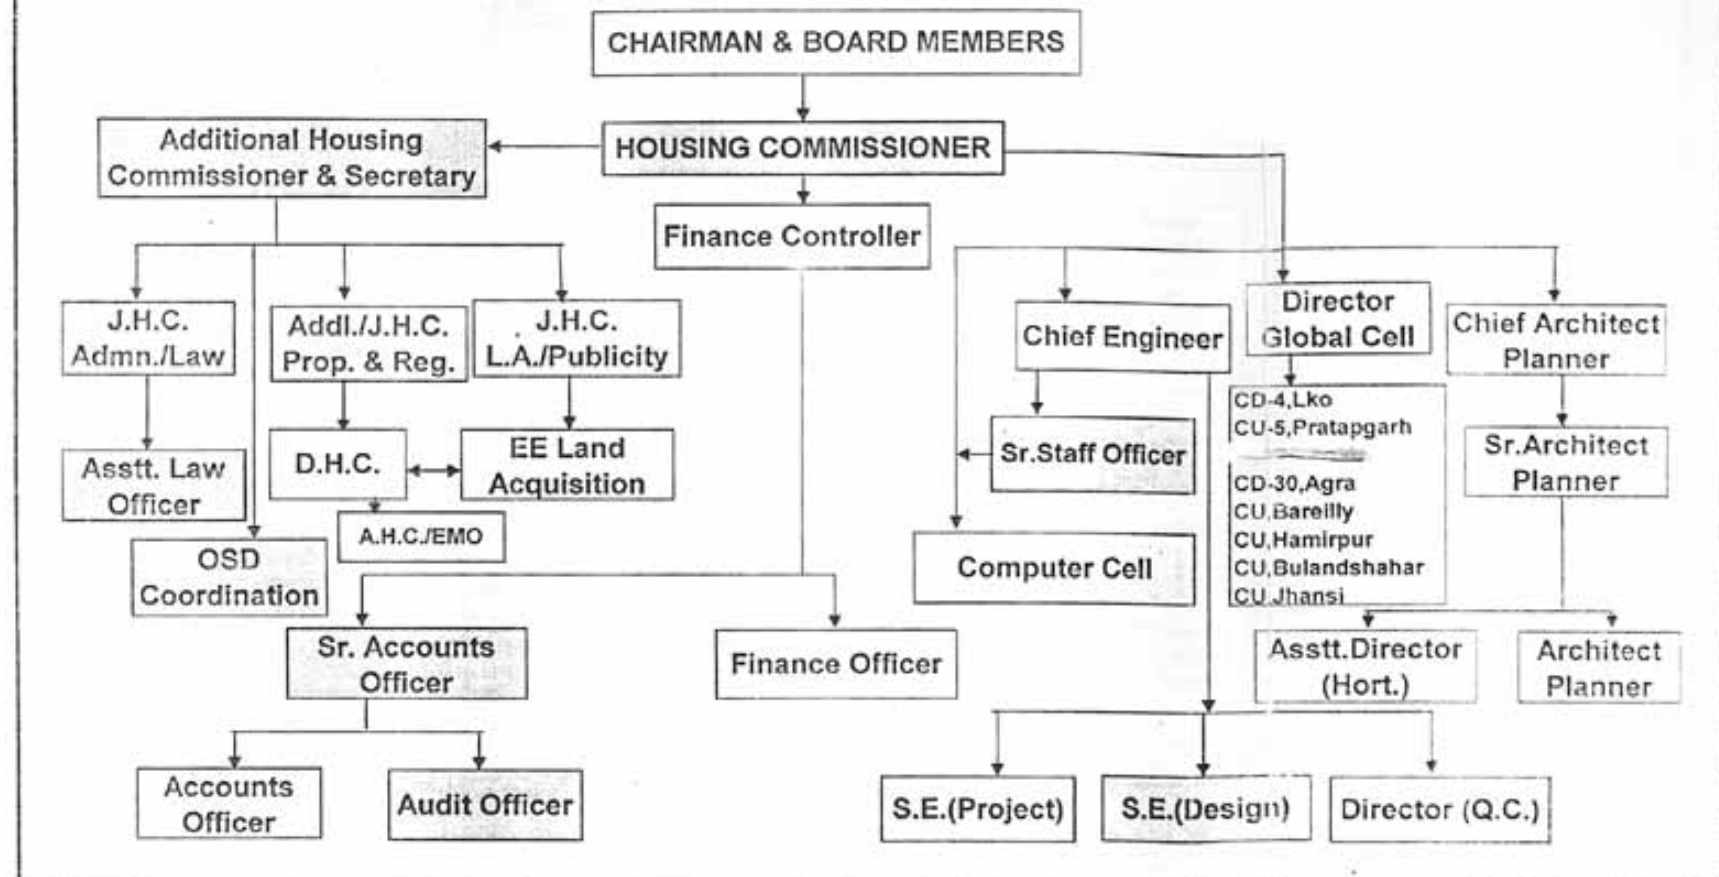 CHAIRMAN & BOARD MEMBERS
Additional Housing
Commissioner & Secretary
HOUSING COMMISSIONER
Finance Controller
J.H.C.
Admn./Law
Addl./J.H.C.
Prop. & Reg.
J.H.C.
L.A./Publicity
Chief Engineer
Director
Global Cell
Chief Architect
Planner
Asstt. Law
Officer
D.H.C.
EE Land
Acquisition
Sr.Staff Officer
CD-4,Lko
CU-5,Pratapgarh
CD-30,Agra
CU,Bareilly
CU,Hamirpur
CU,Bulandshahar
CU.Jhansi
Sr.Architect
Planner
A.H.C./EMO
OSD
Coordination
Computer Cell
Sr. Accounts
Officer
Finance Officer
Asstt.Director
(Hort.)
Architect
Planner
Accounts
Officer
Audit Officer
S.E.(Project)
S.E.(Design)
Director (Q.C.)